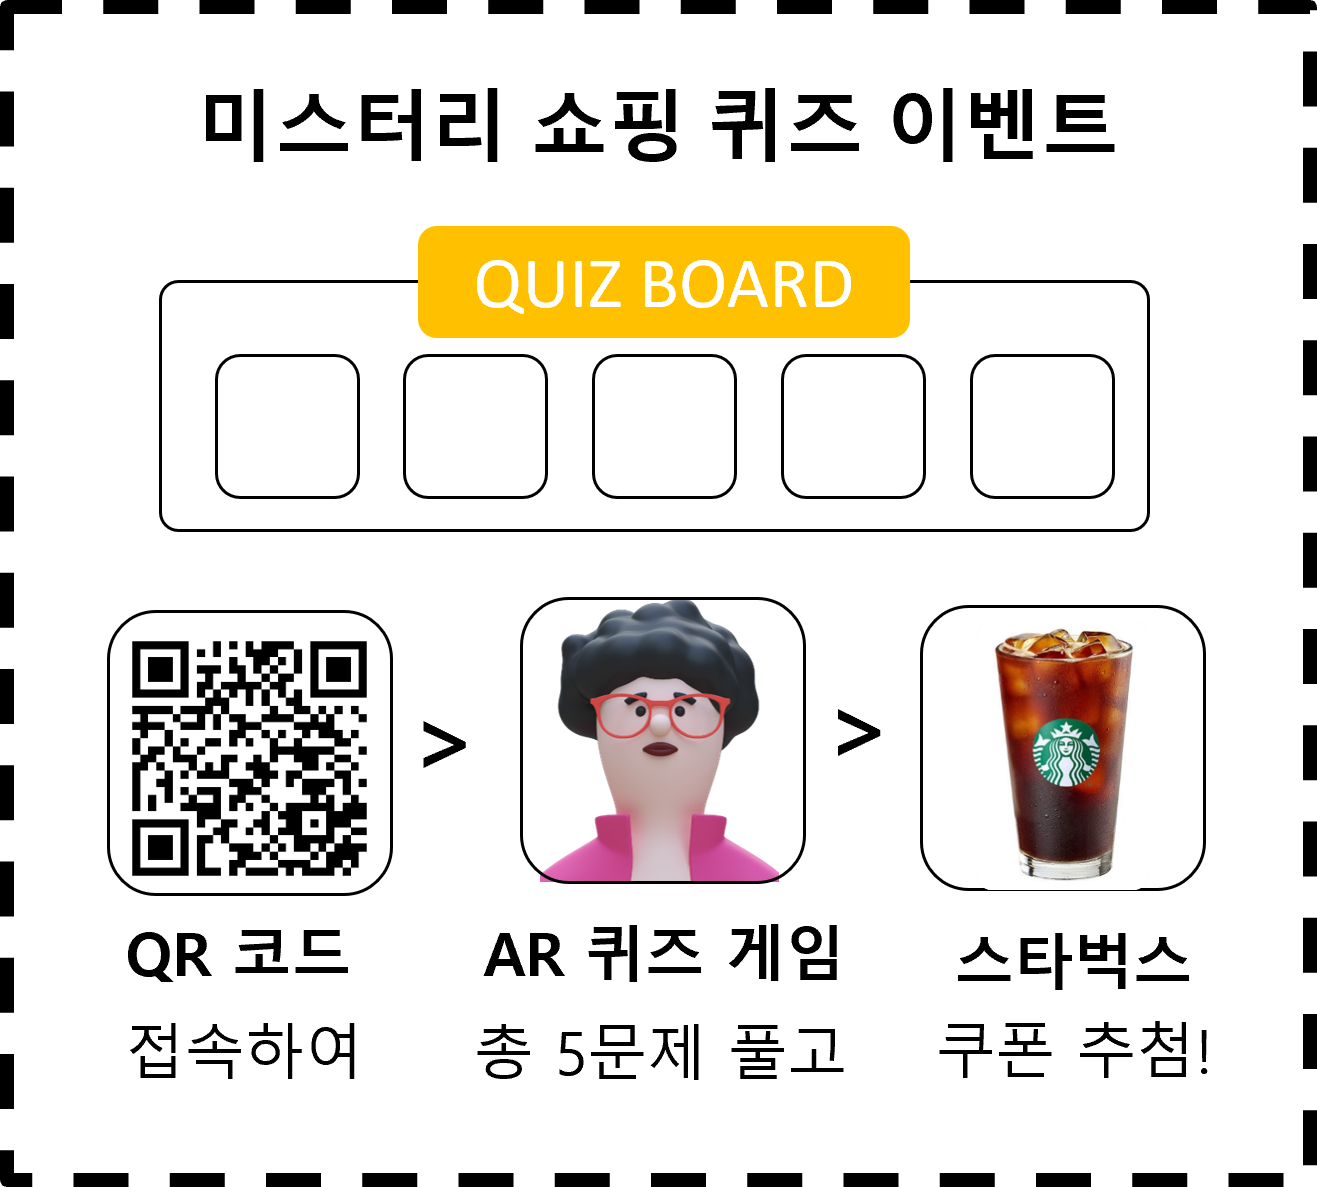 미스터리 쇼핑 퀴즈 이벤트
QUIZ BOARD
>
>
QR 코드
접속하여
AR 퀴즈 게임
총 5문제 풀고
스타벅스
쿠폰 추첨!